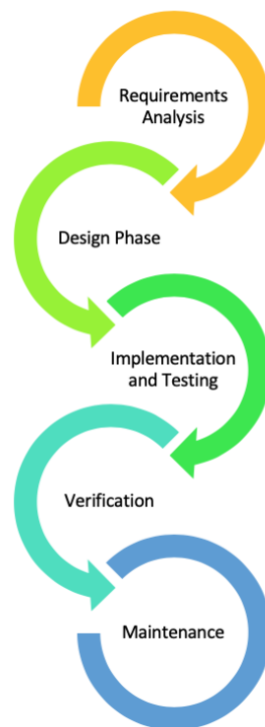 Requirements
Analysis
Design Phase
Implementation
and Testing
Verification
Maintenance